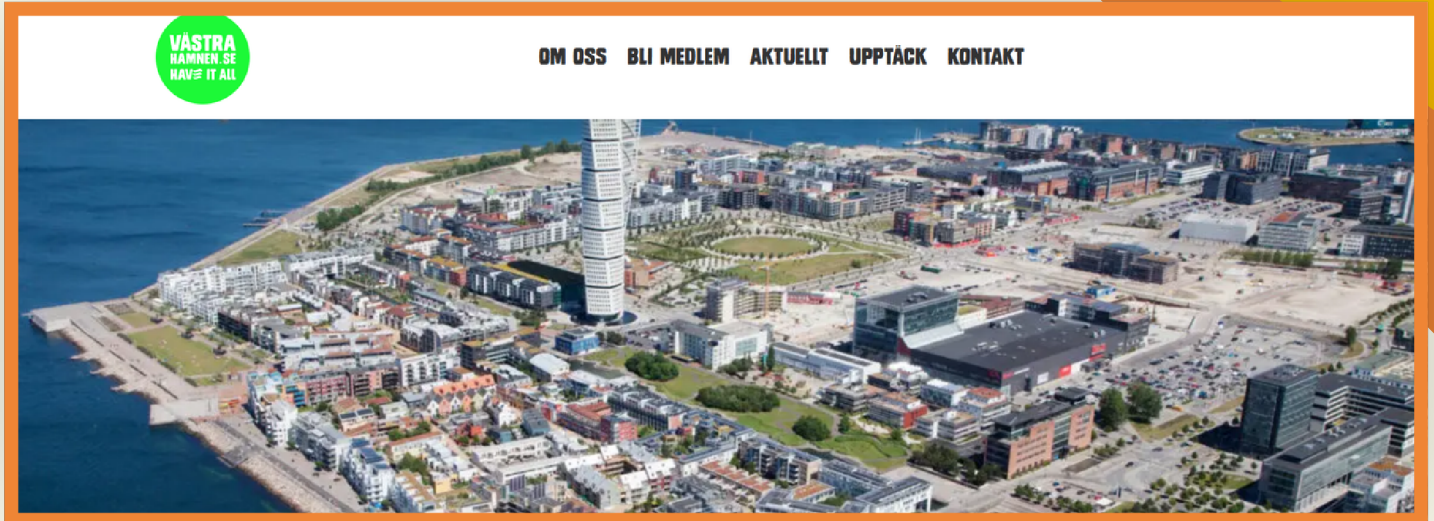 VÄSTRA
HAMNEN.SE
HAVE IT ALL
OM OSS BLI MEDLEM AKTUELLT UPPTÄCK KONTAKT